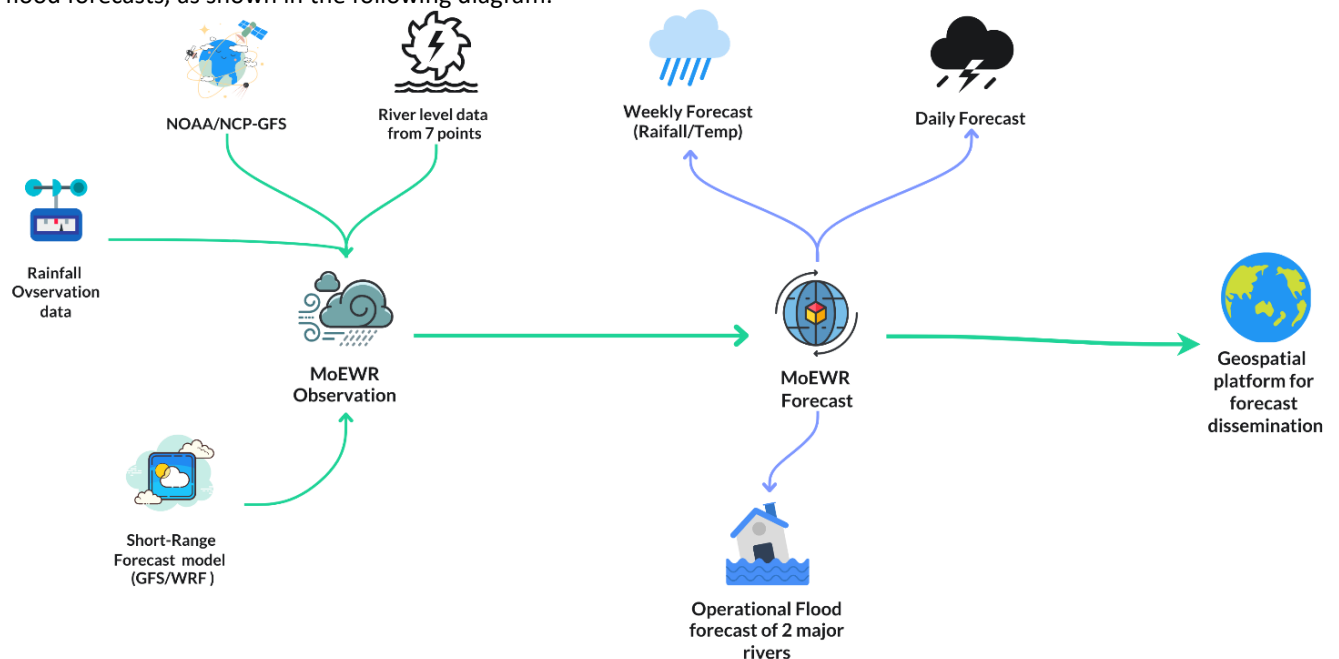 flood forecasts, as shown in the following diagram.
NOAA/NCP-GFS
River level data
from 7 points
Weekly Forecast
(Raifall/Temp)
Daily Forecast
Rainfall
Ovservation
data
MoEWR
Observation
MoEWR
Forecast
Geospatial
platform for
forecast
dissemination
Short-Range
Forecast model
(GFS/WRF )
Operational Flood
forecast of 2 major
rivers